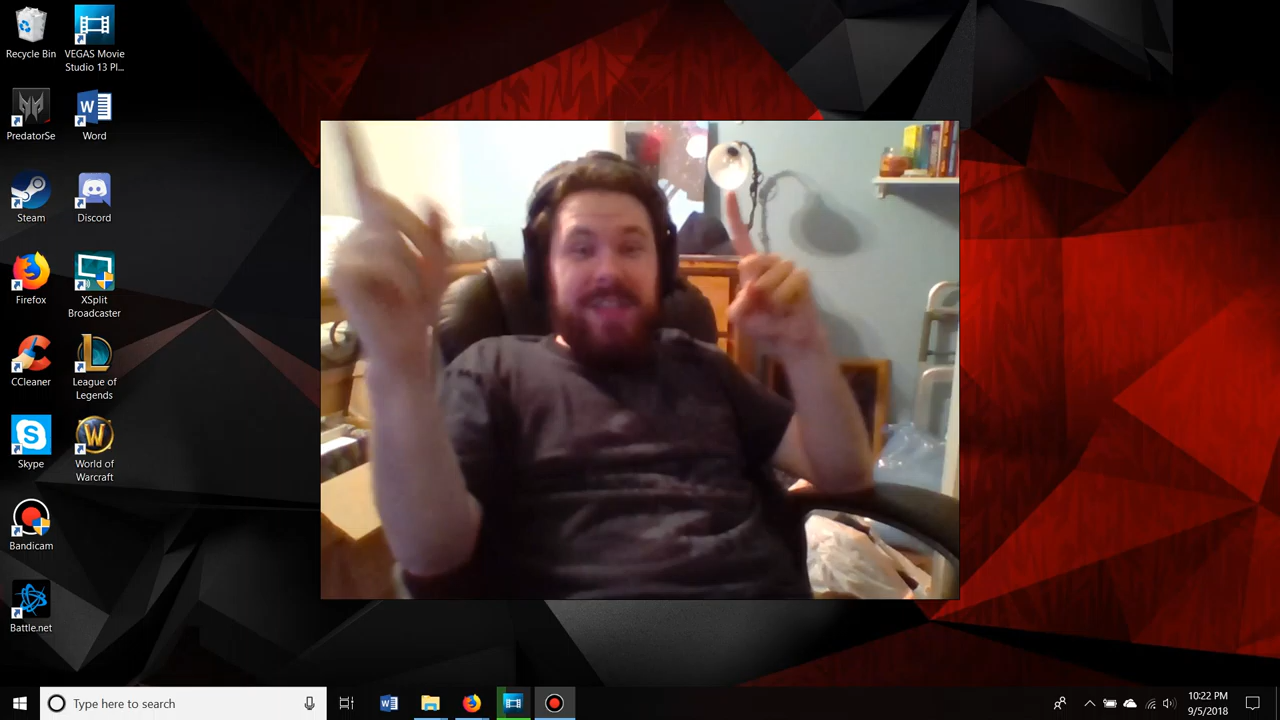 Recycle Bin
VEGAS Movie
Studio 13 Pl...
PredatorSe
Word
Steam
Discord
Firefox
XSplit
Broadcaster
CCleaner
League of
Legends
Skype
World of
Warcraft
Bandicam
Battle.net
Type here to search
10:22 PM
9/5/2018